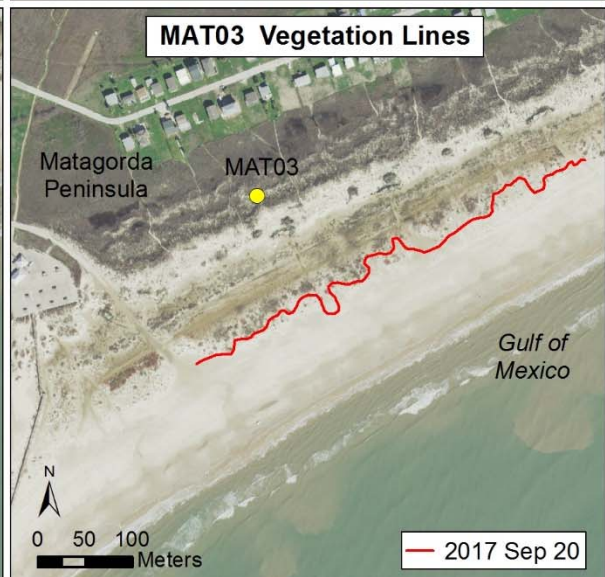 MAT03 Vegetation Lines
Matagorda
Peninsula
MAT03
Gulf of
Mexico
N
0 50 100
Meters
2017 Sep 20